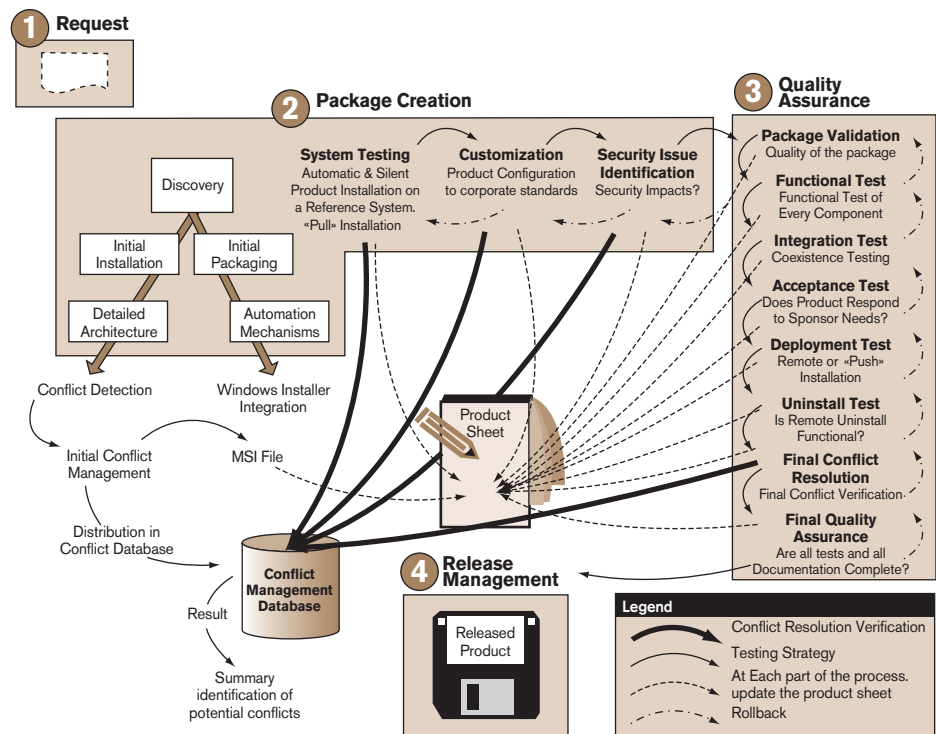 1 Request
2 Package Creation
Discovery
Initial
Installation
Initial
Packaging
Detailed
Architecture
Automation
Mechanisms
System Testing
Automatic & Silent
Product Installation on
a Reference System.
«Pull» Installation
Customization
Product Configuration
to corporate standards
Security Issue
Identification
Security Impacts?
3 Quality
Assurance
Package Validation
Quality of the package
Functional Test
Functional Test of
Every Component
Integration Test
Coexistence Testing
Acceptance Test
Does Product Respond
to Sponsor Needs?
Deployment Test
Remote or «Push»
Installation
Uninstall Test
Is Remote Uninstall
Functional?
Final Conflict
Resolution
Final Conflict Verification
Final Quality
Assurance
Are all tests and all
Documentation Complete?
Conflict Detection
Windows Installer
Integration
Initial Conflict
Management
MSI File
Distribution in
Conflict Database
Product
Sheet
Conflict
Management
Database
Result
Summary
identification of
potential conflicts
4 Release
Management
Released
Product
Legend
Conflict Resolution Verification
Testing Strategy
At Each part of the process.
update the product sheet
Rollback